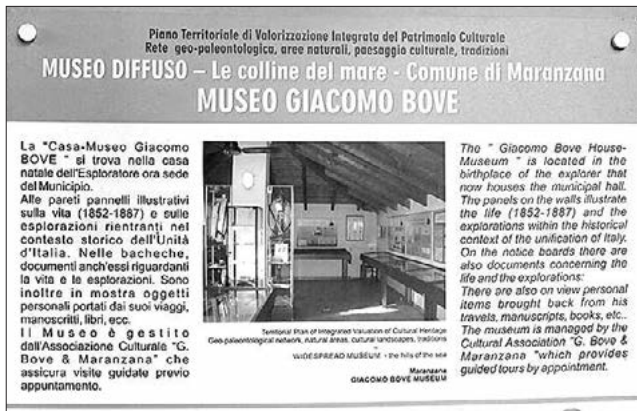 Piano Territoriale di Valorizzazione Integrata del Patrimonio Culturale
Rete geo-paleontologica, aree naturali, paesaggio culturale, tradizioni
MUSEO DIFFUSO – Le colline del mare - Comune di Maranzana
MUSEO GIACOMO BOVE
La "Casa-Museo Giacomo
BOVE " si trova nella casa
natale dell'Esploratore ora sede
del Municipio.
Alle pareti pannelli illustrativi
sulla vita (1852-1887) e sulle
esplorazioni rientranti nel
contesto storico dell'Unità
d'Italia. Nelle bacheche,
documenti anch'essi riguardanti
la vita e le esplorazioni. Sono
inoltre in mostra oggetti
personali portati dai suoi viaggi,
manoscritti, libri, ecc.
Il Museo è gestito
dall'Associazione Culturale "G.
Bove & Maranzana" che
assicura visite guidate previo
appuntamento.
Territorial Plan of Integrated Valuation of Cultural Heritage
Geo-paleontological network, natural areas, cultural landscapes, traditions
WIDESPREAD MUSEUM - the hills of the sea
Maranzana
GIACOMO BOVE MUSEUM
The " Giacomo Bove House-
Museum " is located in the
birthplace of the explorer that
now houses the municipal hall.
The panels on the walls illustrate
the life (1852-1887) and the
explorations within the historical
context of the unification of Italy.
On the notice boards there are
also documents concerning the
life and the explorations:
There are also on view personal
items brought back from his
travels, manuscripts, books, etc..
The museum is managed by the
Cultural Association "G. Bove &
Maranzana "which provides
guided tours by appointment.